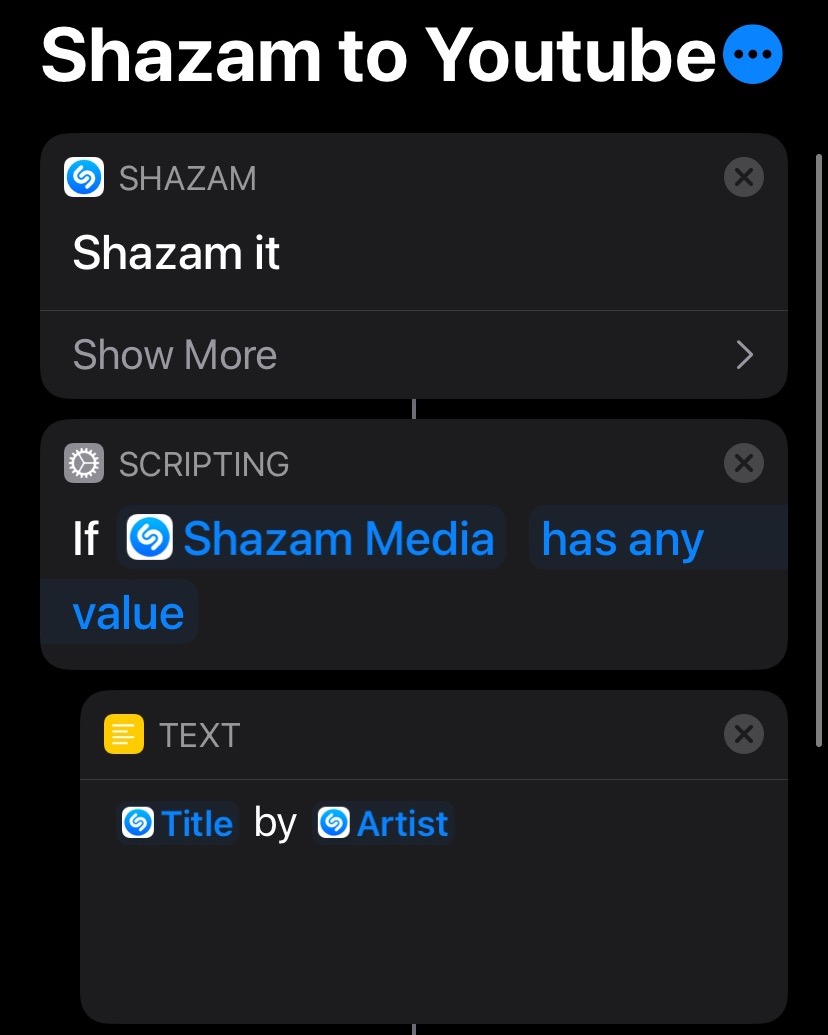 Shazam to Youtube
SHAZAM
Shazam it
Show More
SCRIPTING
If Shazam Media has any
value
TEXT
Title by Artist